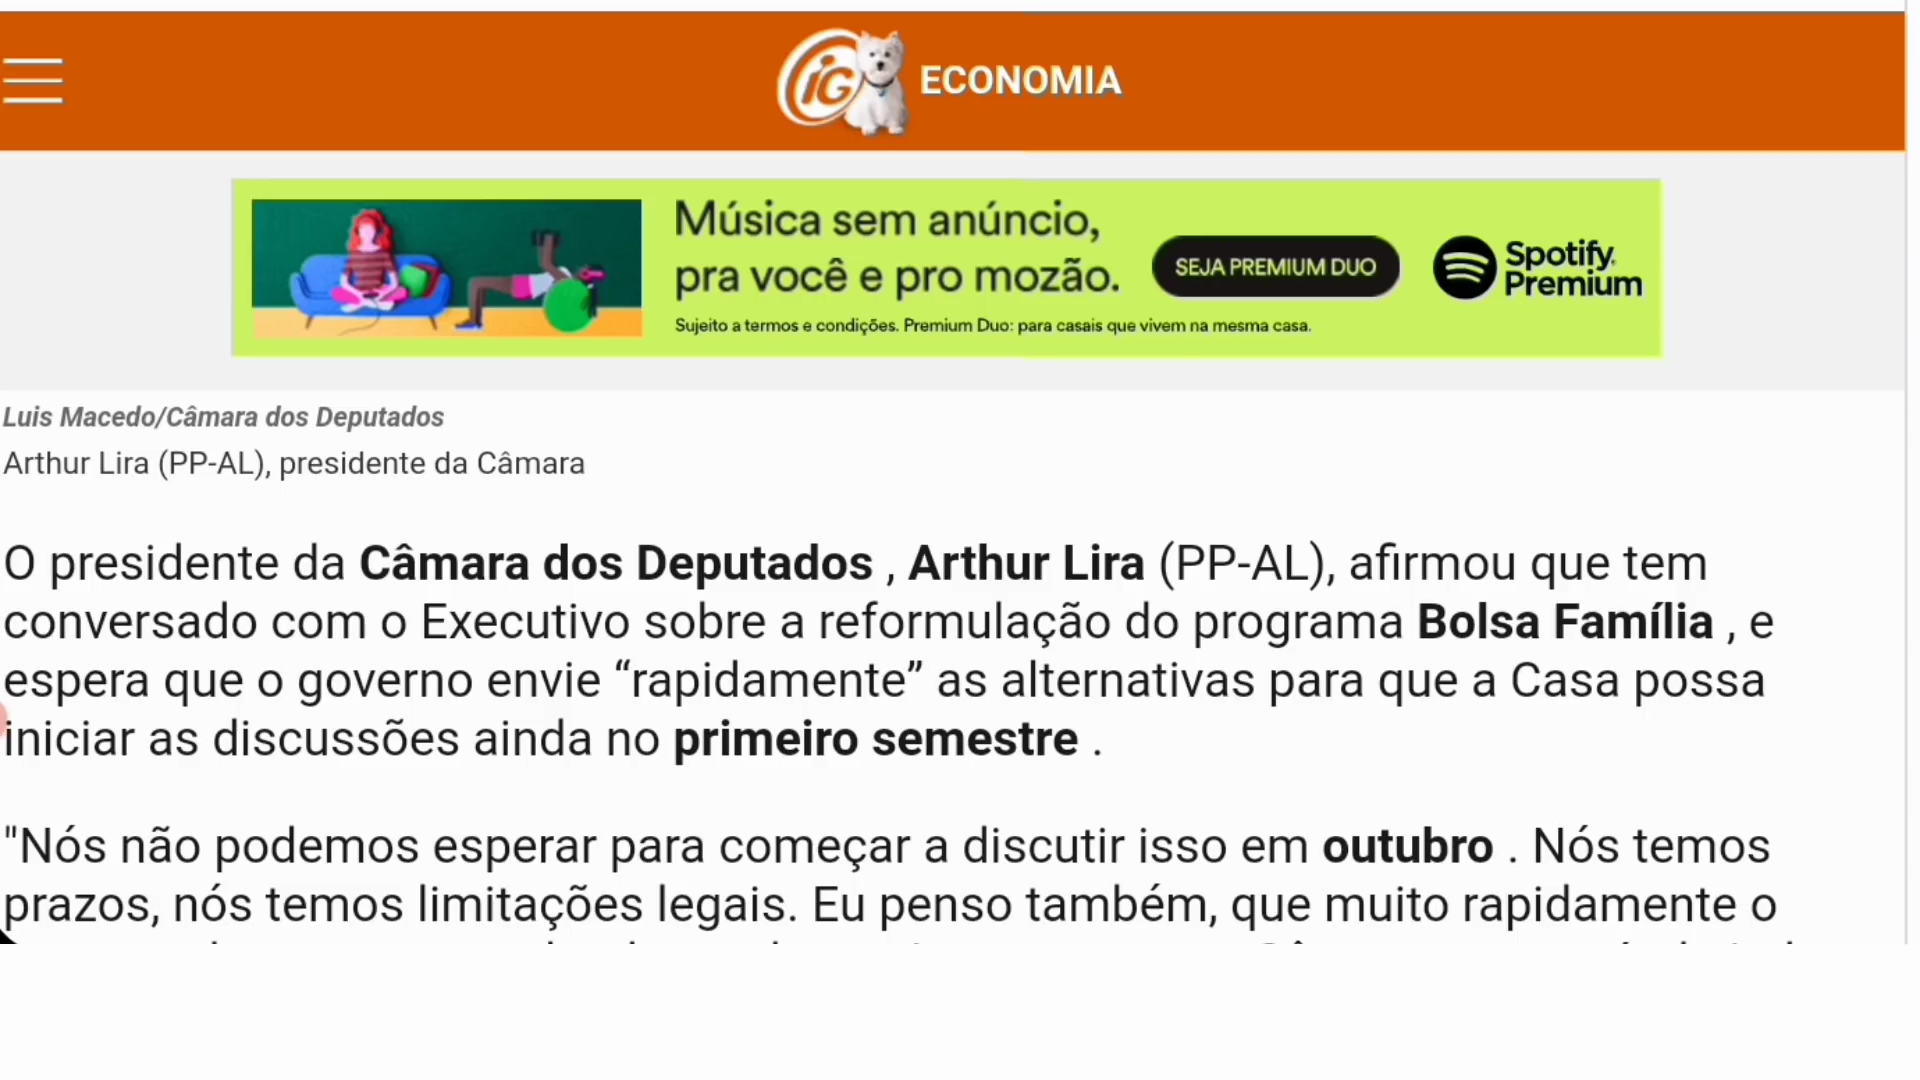 iG ECONOMIA
Música sem anúncio,
pra você e pro mozão.
SEJA PREMIUM DUO
Spotify
Premium
Sujeito a termos e condições. Premium Duo: para casais que vivem na mesma casa.
Luis Macedo/Câmara dos Deputados
Arthur Lira (PP-AL), presidente da Câmara
O presidente da Câmara dos Deputados , Arthur Lira (PP-AL), afirmou que tem
conversado com o Executivo sobre a reformulação do programa Bolsa Família , e
espera que o governo envie “rapidamente” as alternativas para que a Casa possa
iniciar as discussões ainda no primeiro semestre .
"Nós não podemos esperar para começar a discutir isso em outubro . Nós temos
prazos, nós temos limitações legais. Eu penso também, que muito rapidamente o